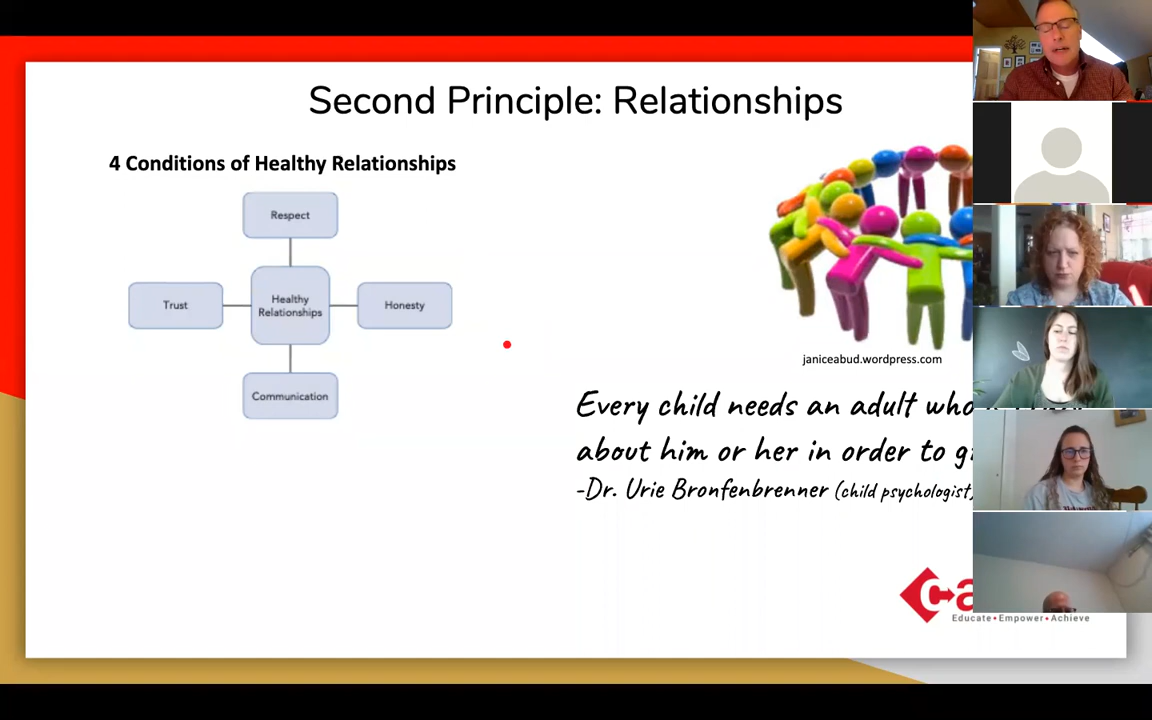 Second Principle: Relationships
4 Conditions of Healthy Relationships
Respect
Trust
Healthy
Relationships
Honesty
Communication
janiceabud.wordpress.com
Every child needs an adult who
about him or her in order to
-Dr. Urie Bronfenbrenner (child psychologist)
Educate•Empower•Achieve